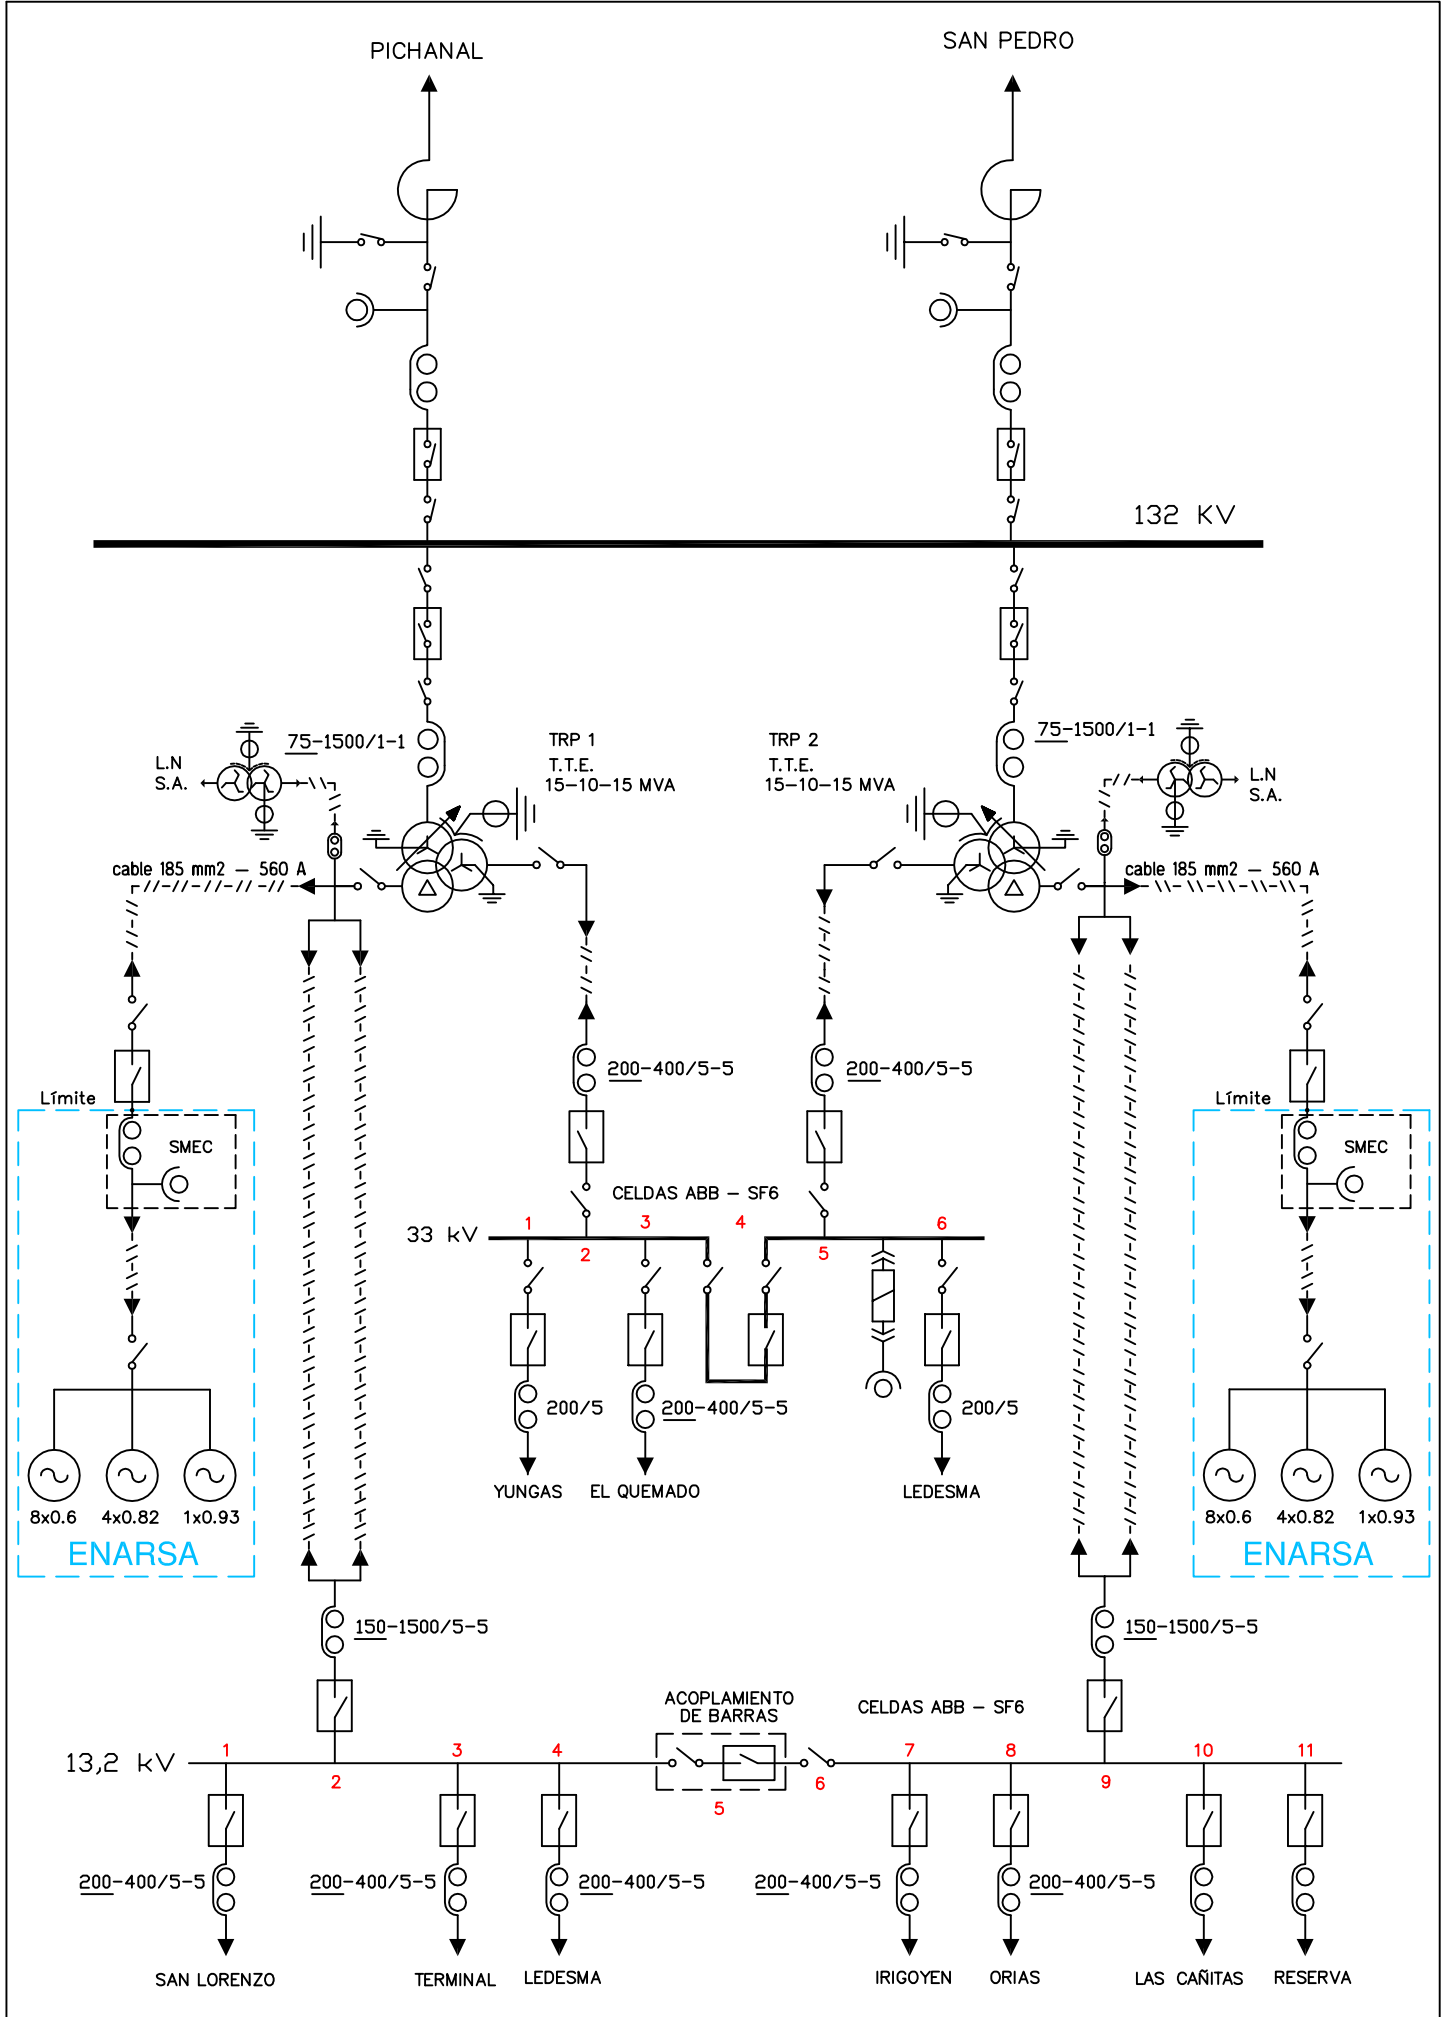 PICHANAL
SAN PEDRO
132 KV
75-1500/1-1
TRP 1
T.T.E.
15-10-15 MVA
TRP 2
T.T.E.
15-10-15 MVA
75-1500/1-1
L.N
S.A.
L.N
S.A.
cable 185 mm2 - 560 A
cable 185 mm2 - 560 A
200-400/5-5
200-400/5-5
Límite
Límite
SMEC
SMEC
CELDAS ABB - SF6
33 kV
1
2
3
4
5
6
200/5
200-400/5-5
200/5
YUNGAS
EL QUEMADO
LEDESMA
8x0.6
4x0.82
1x0.93
8x0.6
4x0.82
1x0.93
ENARSA
ENARSA
150-1500/5-5
150-1500/5-5
ACOPLAMIENTO
DE BARRAS
CELDAS ABB - SF6
13,2 kV
1
2
3
4
5
6
7
8
9
10
11
200-400/5-5
200-400/5-5
200-400/5-5
200-400/5-5
200-400/5-5
SAN LORENZO
TERMINAL
LEDESMA
IRIGOYEN
ORIAS
LAS CAÑITAS
RESERVA